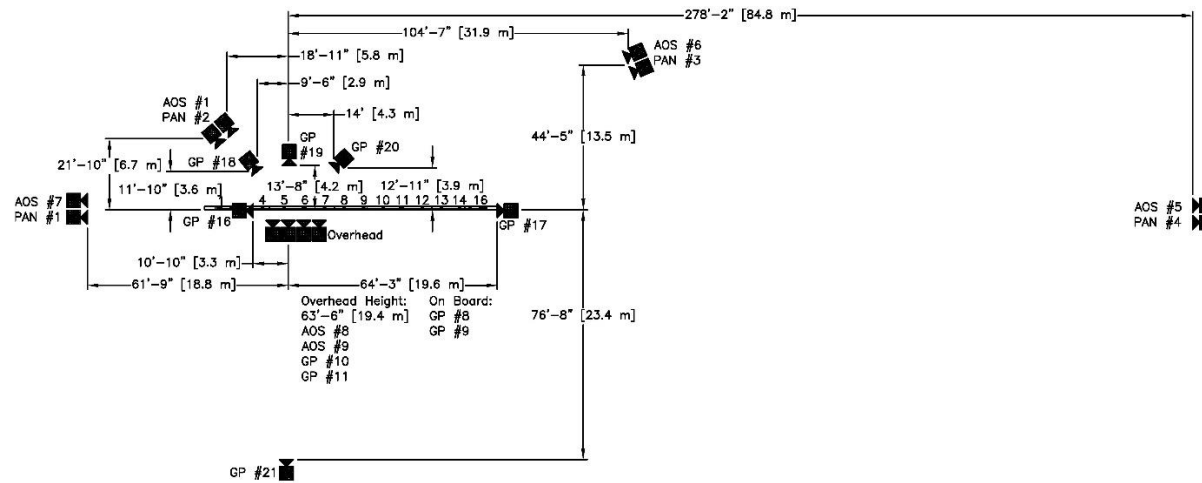 278'-2" [84.8 m]
104'-7" [31.9 m]
AOS #6
PAN #3
18'-11" [5.8 m]
9'-6" [2.9 m]
AOS #1
PAN #2
14' [4.3 m]
44'-5" [13.5 m]
GP #19
GP #20
21'-10" [6.7 m]
GP #18
13'-8" [4.2 m]
12'-11" [3.9 m]
11'-10" [3.6 m]
AOS #7
PAN #1
1 4 5 6 7 8 9 10 11 12 13 14 16
GP #16
GP #17
AOS #5
PAN #4
Overhead
10'-10" [3.3 m]
61'-9" [18.8 m]
64'-3" [19.6 m]
Overhead Height:
63'-6" [19.4 m]
AOS #8
AOS #9
GP #10
GP #11
On Board:
GP #8
GP #9
76'-8" [23.4 m]
GP #21